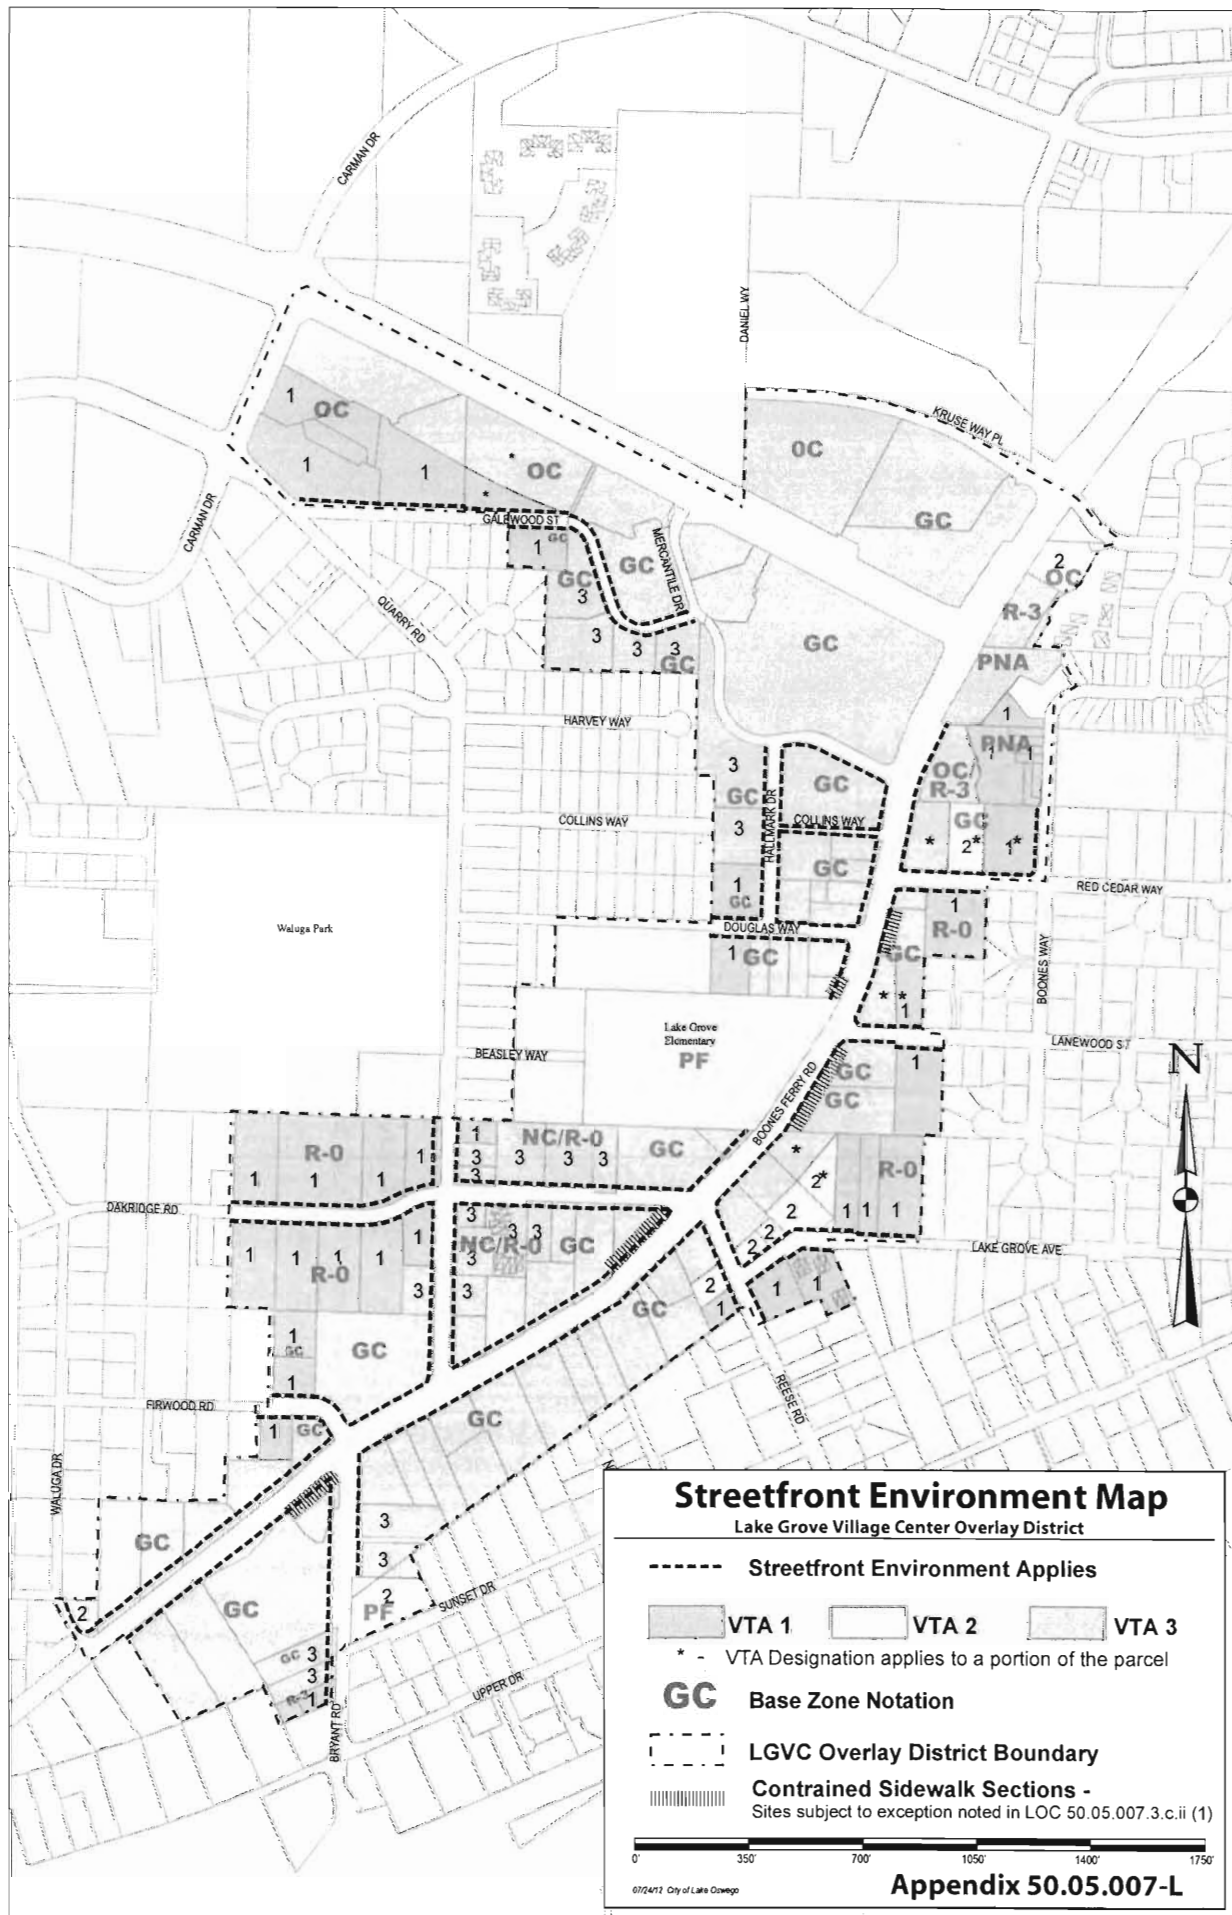 CARMAN DR
DANIEL WY
KRUSE WAY PL
1
OC
1
1
*
OC
*
OC
GC
CARMAN DR
GALEWOOD ST
1
GC
GC
3
GC
MERCANTILE DR
2
OC
R-3
QUARRY RD
3
3
3
GC
GC
PNA
1
HARVEY WAY
PNA
1
1
3
GC
3
HALLMARK DR
GC
OC/
R-3
COLLINS WAY
COLLINS WAY
GC
*
2*
1*
GC
1
GC
RED CEDAR WAY
Waluga Park
DOUGLAS WAY
1
R-0
1
GC
GC
BOONES WAY
*
*
1
Lake Grove
Elementary
PF
BEASLEY WAY
LANEWOOD ST
BOONES FERRY RD
GC
1
GC
N
R-0
1
1
1
1
1
NC/R-0
3
3
3
3
3
GC
*
2*
R-0
OAKRIDGE RD
3
3
3
2
2
2
1
1
1
1
1
1
1
1
R-0
NC/R-0
3
GC
LAKE GROVE AVE
3
3
GC
2
1
1
1
1
GC
1
GC
FIRWOOD RD
1
GC
GC
REESE RD
WALUGA DR
GC
3
3
2
PF
SUNSET DR
2
GC
GC
3
3
R-3
1
UPPER DR
BRYANT RD
Streetfront Environment Map
Lake Grove Village Center Overlay District
Streetfront Environment Applies
VTA 1
VTA 2
VTA 3
* - VTA Designation applies to a portion of the parcel
GC Base Zone Notation
LGVC Overlay District Boundary
Contrained Sidewalk Sections -
Sites subject to exception noted in LOC 50.05.007.3.c.ii (1)
0' 350' 700' 1050' 1400' 1750'
07/24/12 City of Lake Oswego
Appendix 50.05.007-L